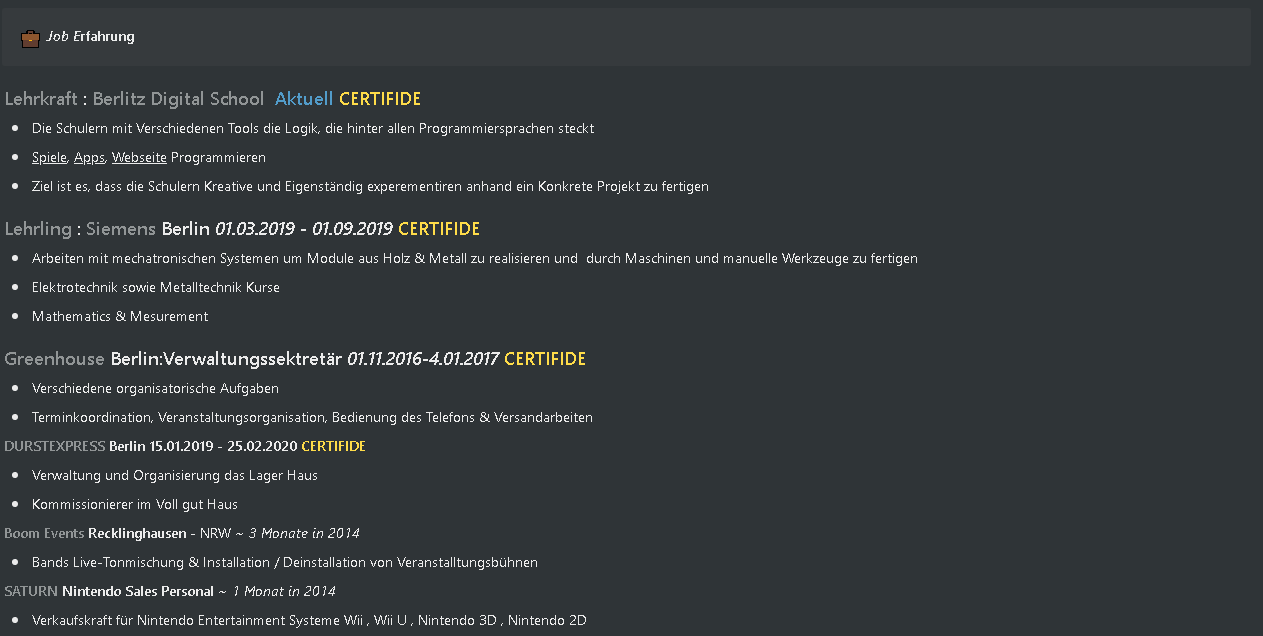 Job Erfahrung
Lehrkraft : Berlitz Digital School Aktuell CERTIFIDE
Die Schulern mit Verschiedenen Tools die Logik, die hinter allen Programmiersprachen steckt
Spiele, Apps, Webseite Programmieren
Ziel ist es, dass die Schulern Kreative und Eigenständig experementiren anhand ein Konkrete Projekt zu fertigen
Lehrling : Siemens Berlin 01.03.2019 - 01.09.2019 CERTIFIDE
Arbeiten mit mechatronischen Systemen um Module aus Holz & Metall zu realisieren und durch Maschinen und manuelle Werkzeuge zu fertigen
Elektrotechnik sowie Metalltechnik Kurse
Mathematics & Mesurement
Greenhouse Berlin:Verwaltungssektretär 01.11.2016-4.01.2017 CERTIFIDE
Verschiedene organisatorische Aufgaben
Terminkoordination, Veranstaltungsorganisation, Bedienung des Telefons & Versandarbeiten
DURSTEXPRESS Berlin 15.01.2019 - 25.02.2020 CERTIFIDE
Verwaltung und Organisierung das Lager Haus
Kommissionierer im Voll gut Haus
Boom Events Recklinghausen - NRW ~ 3 Monate in 2014
Bands Live-Tonmischung & Installation / Deinstallation von Veranstalltungsbühnen
SATURN Nintendo Sales Personal ~ 1 Monat in 2014
Verkaufskraft für Nintendo Entertainment Systeme Wii , Wii U , Nintendo 3D , Nintendo 2D